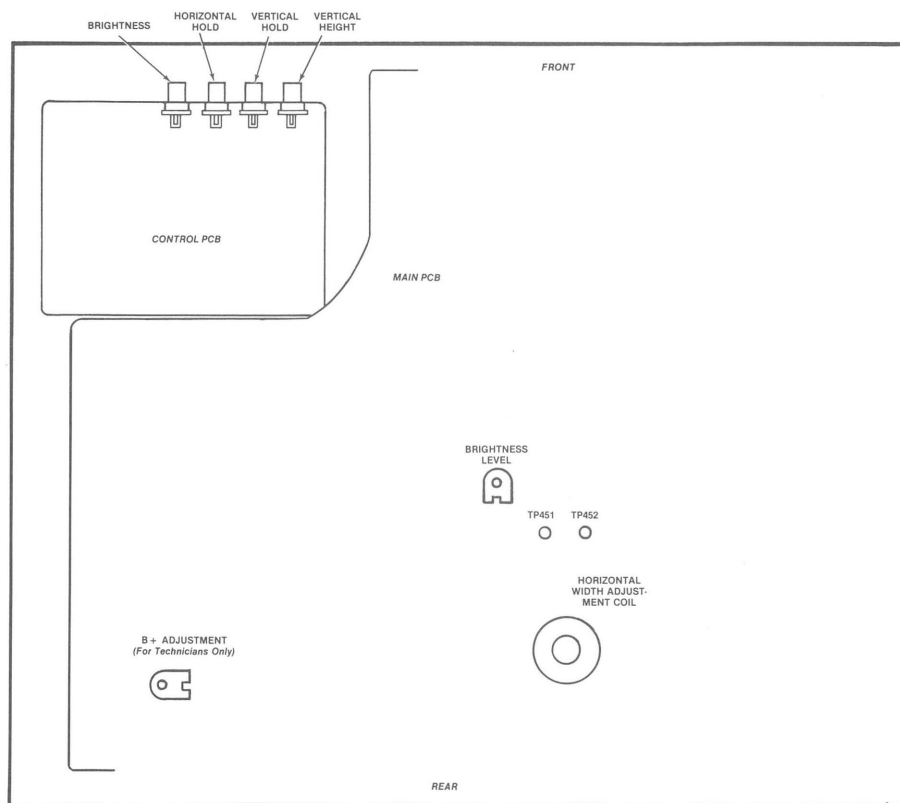 BRIGHTNESS
HORIZONTAL
HOLD
VERTICAL
HOLD
VERTICAL
HEIGHT
FRONT
CONTROL PCB
MAIN PCB
BRIGHTNESS
LEVEL
TP451
TP452
HORIZONTAL
WIDTH ADJUST-
MENT COIL
B + ADJUSTMENT
(For Technicians Only)
REAR